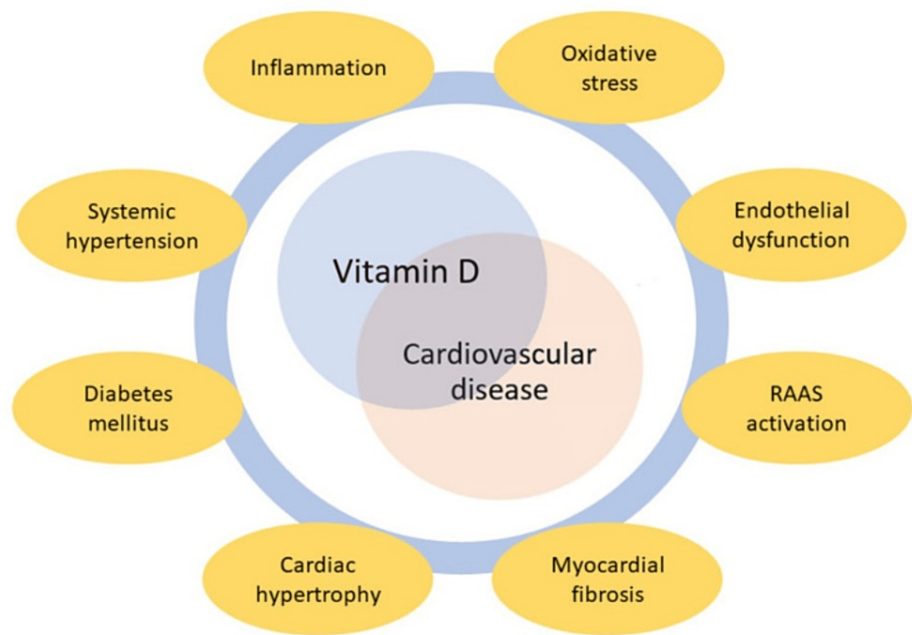 Inflammation
Oxidative
stress
Systemic
hypertension
Endothelial
dysfunction
Vitamin D
Cardiovascular
disease
Diabetes
mellitus
RAAS
activation
Cardiac
hypertrophy
Myocardial
fibrosis